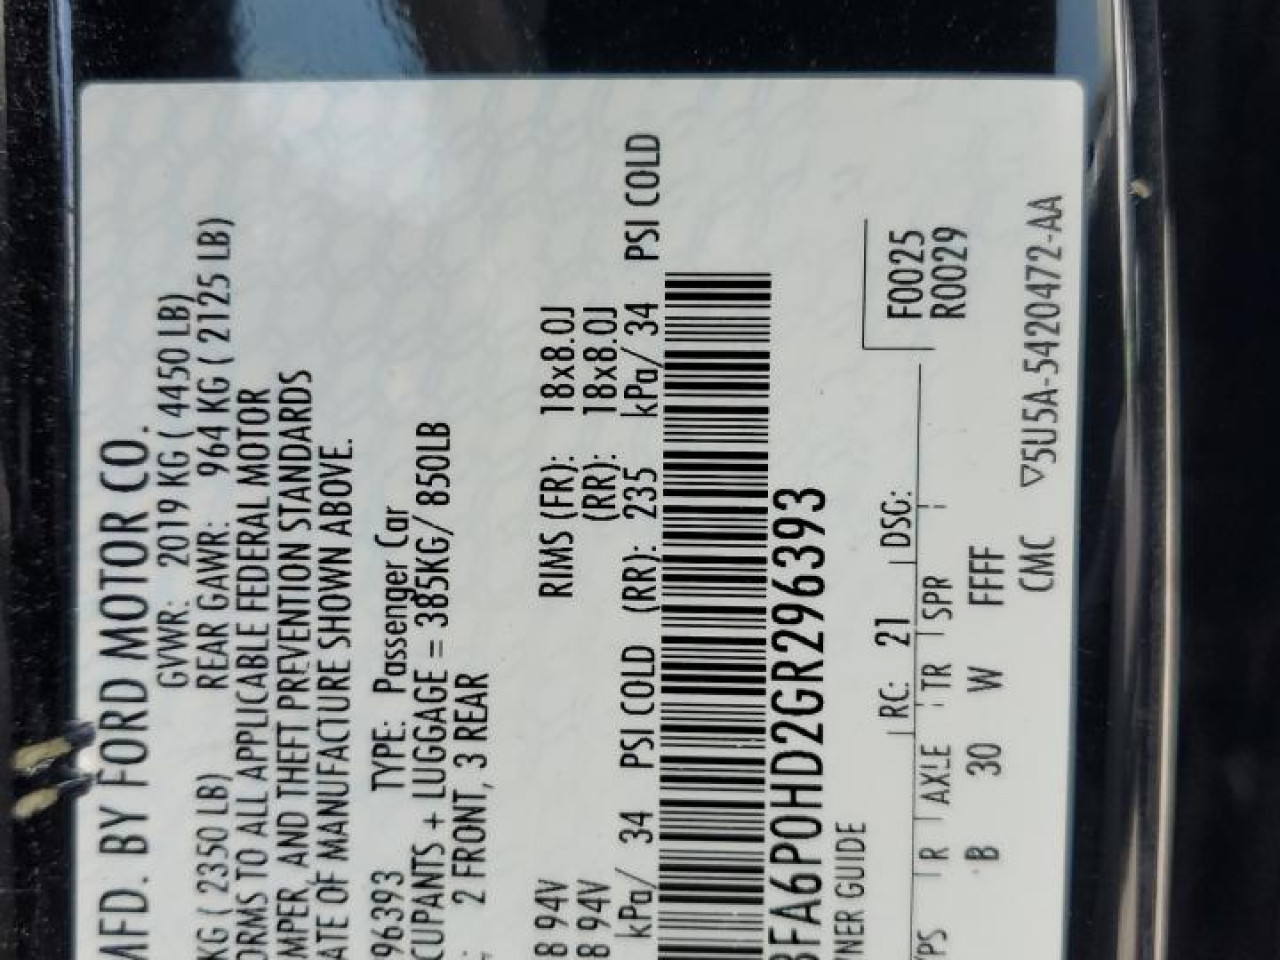 MFD. BY FORD MOTOR CO.
GVWR: 2019 KG ( 4450 LB)
KG ( 2350 LB) REAR GAWR: 964 KG ( 2125 LB)
ORMS TO ALL APPLICABLE FEDERAL MOTOR
MPER, AND THEFT PREVENTION STANDARDS
ATE OF MANUFACTURE SHOWN ABOVE.
96393 TYPE: Passenger Car
CUPANTS + LUGGAGE = 385KG/ 850LB
: 2 FRONT, 3 REAR
8 94V RIMS (FR): 18x8.0J
8 94V (RR): 18x8.0J
kPa/ 34 PSI COLD (RR): 235 kPa/ 34 PSI COLD
3FA6P0HD2GR296393
NER GUIDE
RC: 21 DSG: F0025
R0029
YPS R AXLE TR SPR
B 30 W FFFF
CMC ▽5U5A-5420472-AA